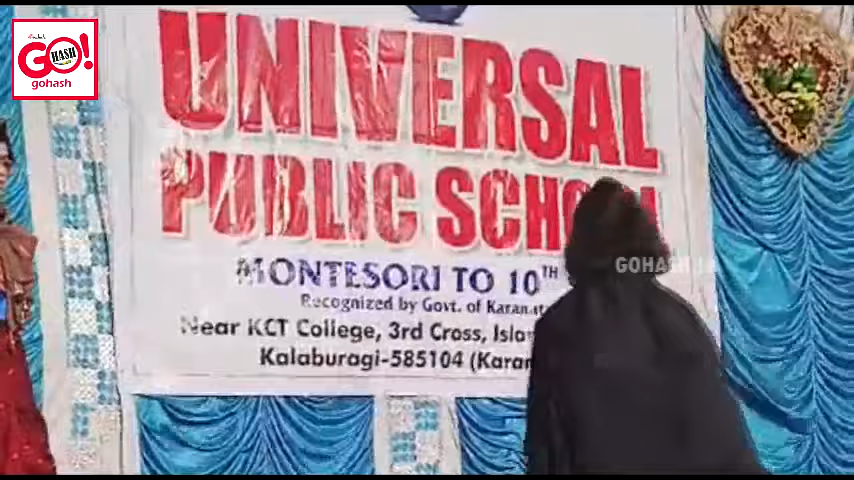 GO!
HASH
gohash
UNIVERSAL
PUBLIC SCHO
MONTESORI TO 10TH
Recognized by Govt. of Karanat
Near KCT College, 3rd Cross, Isla
Kalaburagi-585104 (Karan
GOHASH